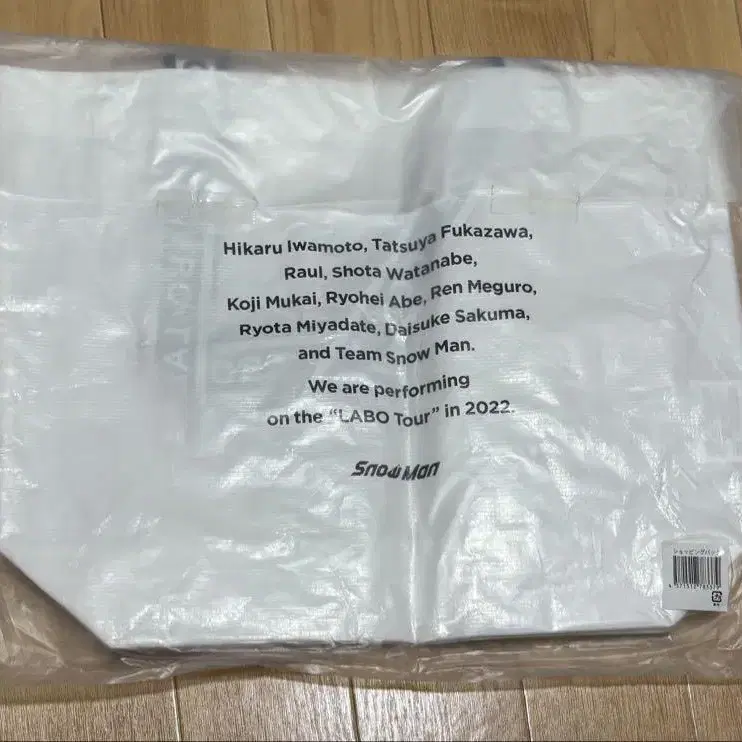 Hikaru Iwamoto, Tatsuya Fukazawa,
Raul, Shota Watanabe,
Koji Mukai, Ryohei Abe, Ren Meguro,
Ryota Miyadate, Daisuke Sakuma,
and Team Snow Man.
We are performing
on the “LABO Tour” in 2022.
Snow Man
ショッピングバッグ